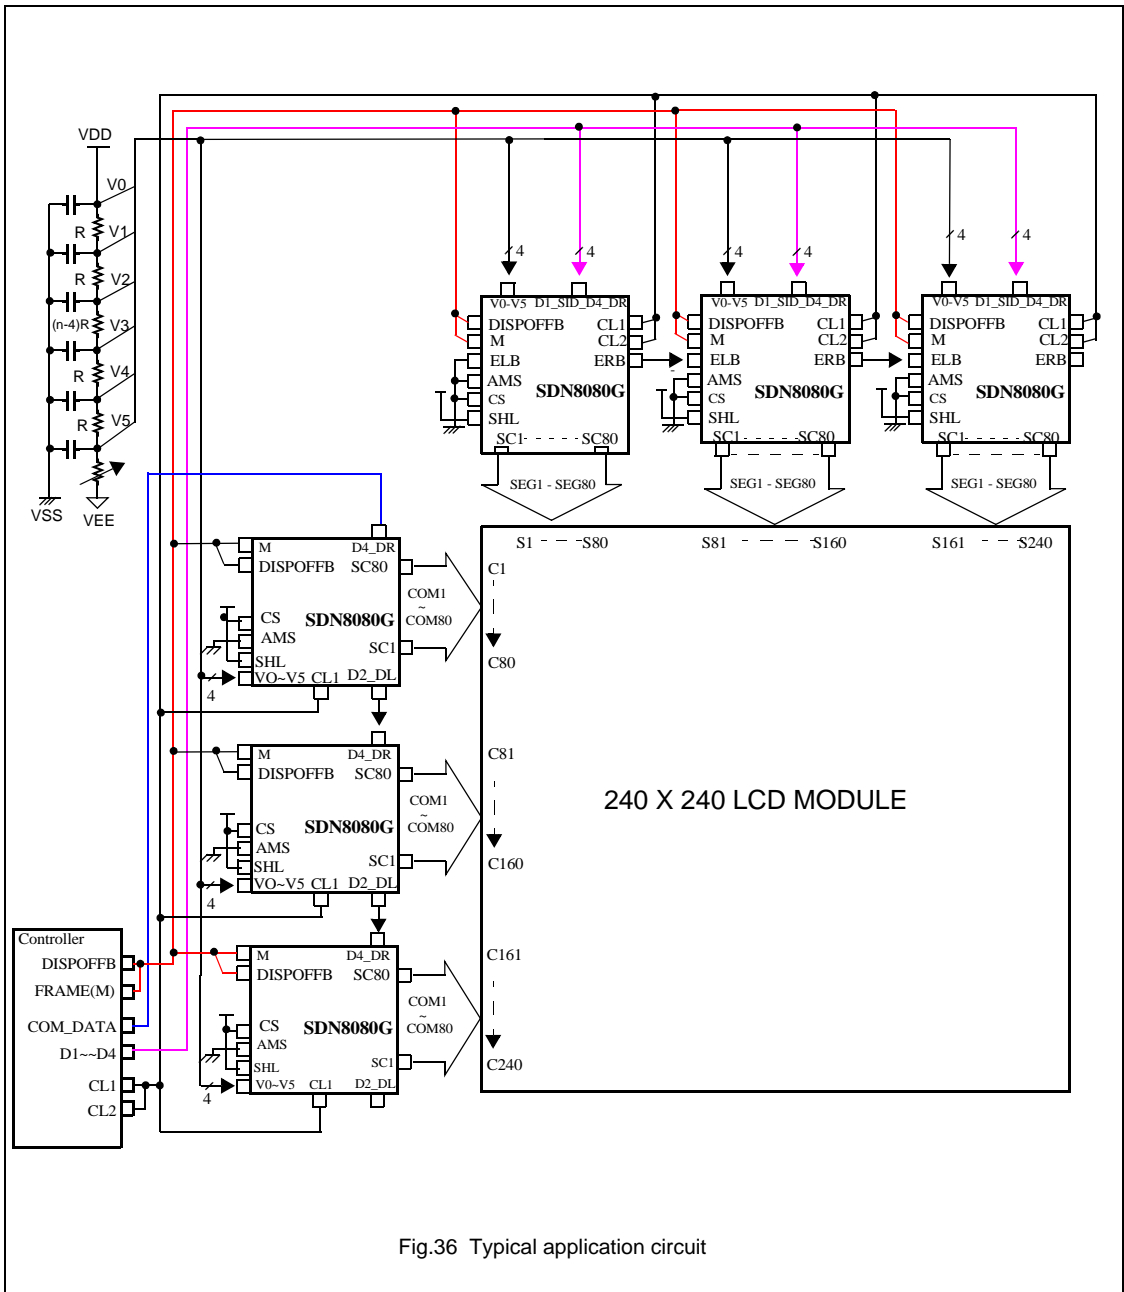 VDD
V0
R
V1
R
V2
(n-4)R
V3
R
V4
R
V5
VSS
VEE
4
4
4
4
4
4
V0-V5 D1_SID_D4_DR
DISPOFFB
CL1
M
CL2
ELB
ERB
AMS
SDN8080G
CS
SHL
SC1 - - - - - SC80
SEG1 - SEG80
V0-V5 D1_SID_D4_DR
DISPOFFB
CL1
M
CL2
ELB
ERB
AMS
SDN8080G
CS
SHL
SC1 - - - - - SC80
SEG1 - SEG80
V0-V5 D1_SID_D4_DR
DISPOFFB
CL1
M
CL2
ELB
ERB
AMS
SDN8080G
CS
SHL
SC1 - - - - - SC80
SEG1 - SEG80
S1 - - - S80
S81 - - - - S160
S161 - - - S240
M
D4_DR
DISPOFFB
SC80
CS
SDN8080G
AMS
SHL
SC1
VO~V5 CL1 D2_DL
4
COM1
~
COM80
C1
C80
M
D4_DR
DISPOFFB
SC80
CS
SDN8080G
AMS
SHL
SC1
VO~V5 CL1 D2_DL
4
COM1
~
COM80
C81
C160
240 X 240 LCD MODULE
M
D4_DR
DISPOFFB
SC80
CS
SDN8080G
AMS
SHL
SC1
V0~V5 CL1 D2_DL
4
COM1
~
COM80
C161
C240
Controller
DISPOFFB
FRAME(M)
COM_DATA
D1~~D4
CL1
CL2
Fig.36 Typical application circuit